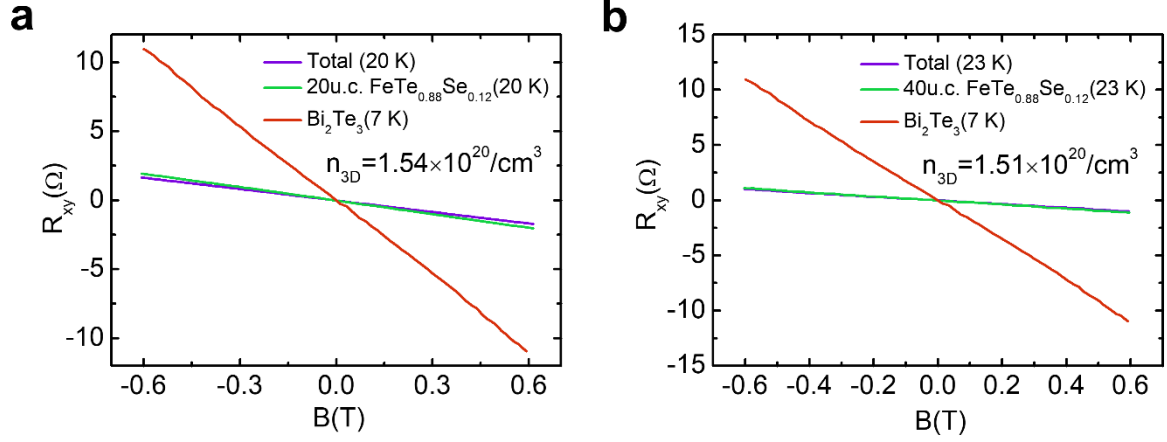 a
Total (20 K)
20u.c. FeTe0.88Se0.12(20 K)
Bi2Te3(7 K)
n3D=1.54×10^20/cm^3
Rxy(Ω)
10
5
0
-5
-10
-0.6 -0.3 0.0 0.3 0.6
B(T)
b
Total (23 K)
40u.c. FeTe0.88Se0.12(23 K)
Bi2Te3(7 K)
n3D=1.51×10^20/cm^3
Rxy(Ω)
15
10
5
0
-5
-10
-15
-0.6 -0.4 -0.2 0.0 0.2 0.4 0.6
B(T)